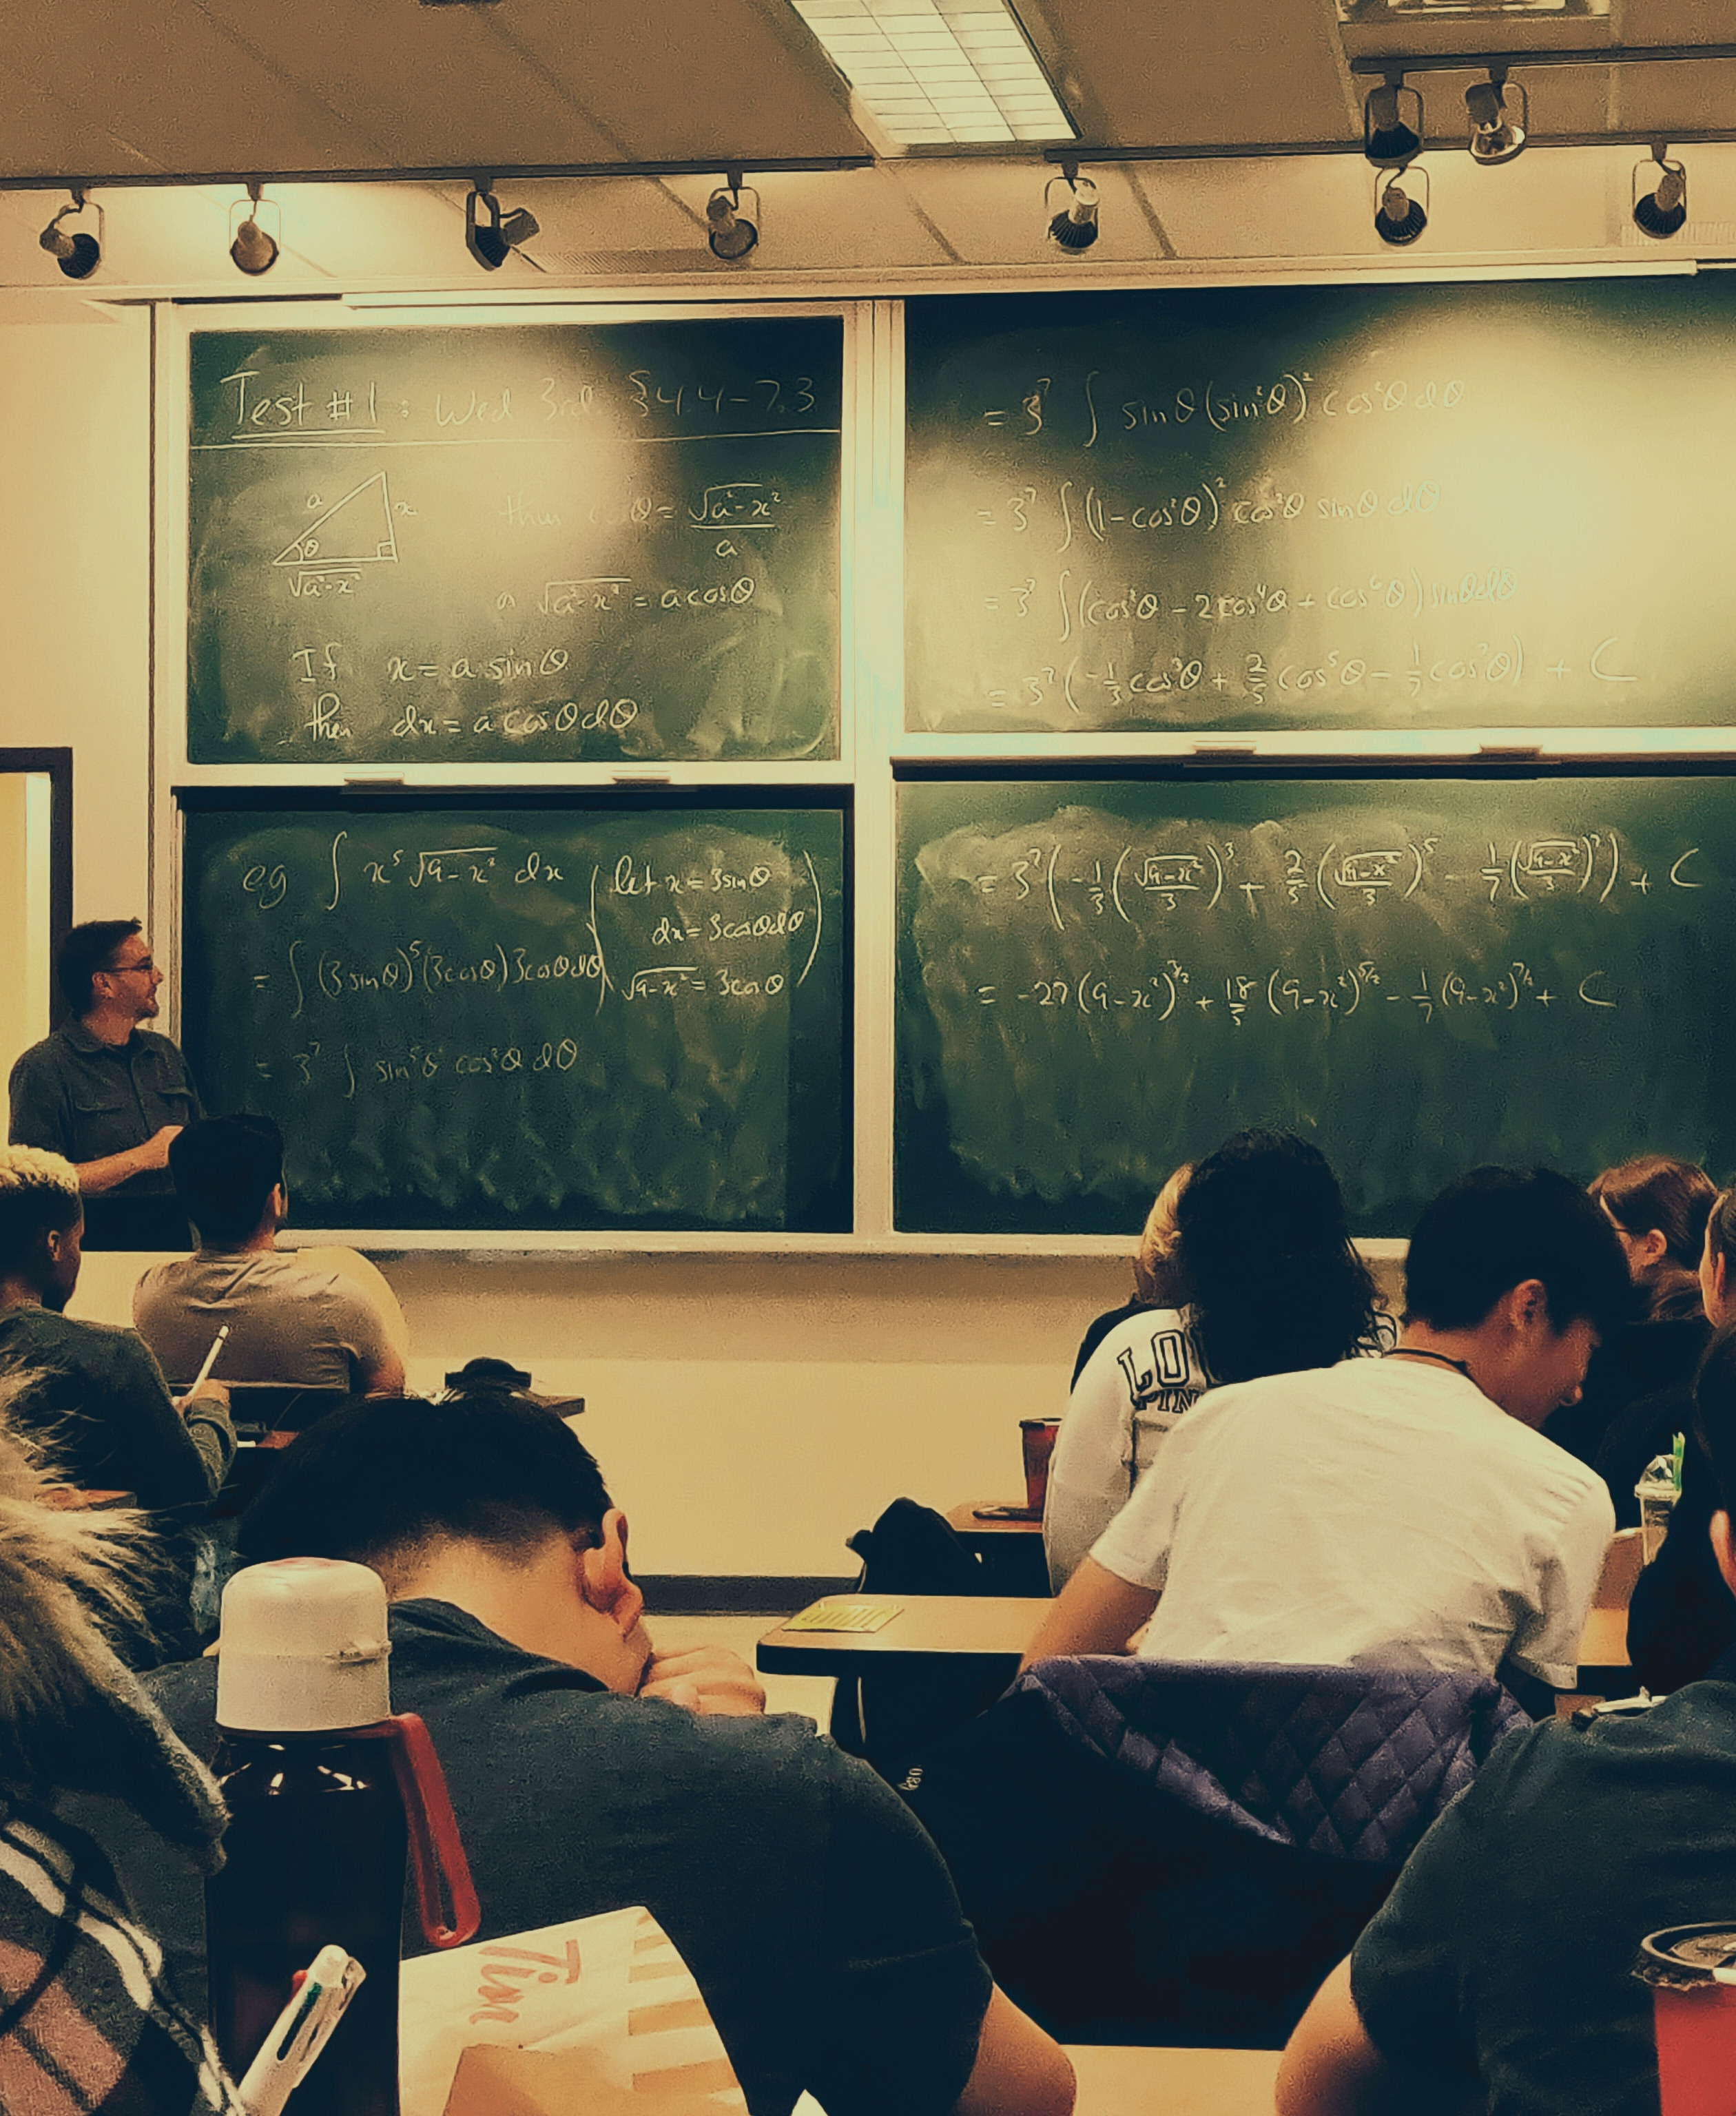 Test #1 : Wed 3rd §4.4-7.3
a
x
θ
√a²-x²
then cosθ = √a²-x² / a
or √a²-x² = a cosθ
If x = a sinθ
then dx = a cosθdθ
eg ∫ x⁵ √9-x² dx (let x = 3sinθ
dx = 3cosθdθ
= ∫ (3 sinθ)⁵(3cosθ) 3cosθdθ
√9-x² = 3cosθ)
= 3⁷ ∫ sin⁵θ cos²θ dθ
= 3⁷ ∫ sinθ(sin²θ)² cos²θ dθ
= 3⁷ ∫(1-cos²θ)² cos²θ sinθ dθ
= 3⁷ ∫(cos²θ - 2cos⁴θ + cos⁶θ) sinθdθ
= 3⁷(-1/3 cos³θ + 2/5 cos⁵θ - 1/7 cos⁷θ) + C
= 3⁷(-1/3 (√9-x²/3)³ + 2/5 (√9-x²/3)⁵ - 1/7 (√9-x²/3)⁷) + C
= -27(9-x²)^3/2 + 18/5 (9-x²)^5/2 - 1/7 (9-x²)^7/2 + C
Tim